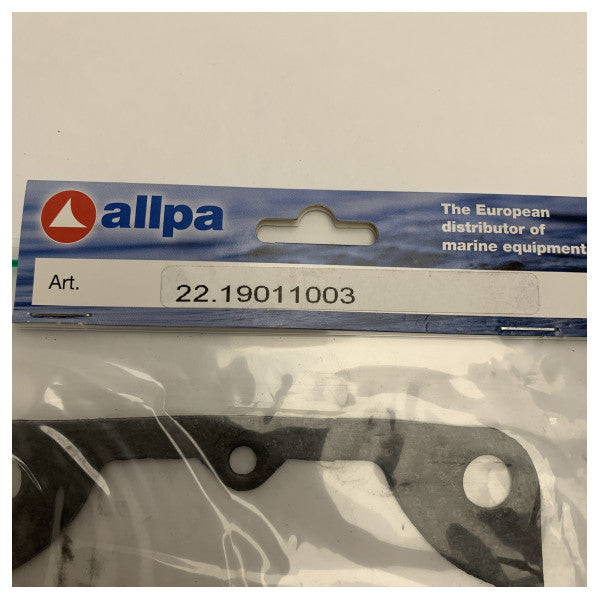 allpa
The European
distributor of
marine equipment
Art.
22.19011003